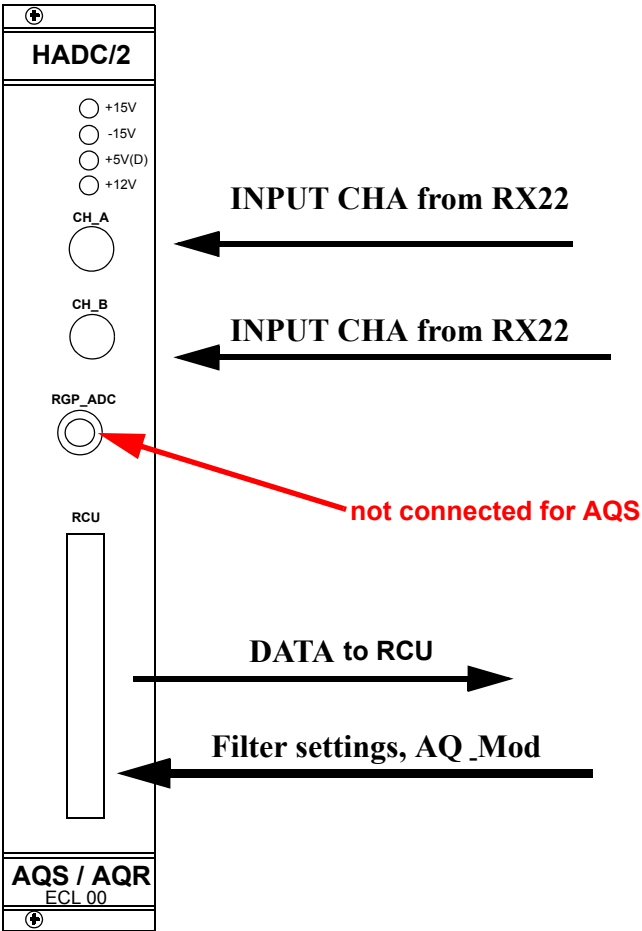 HADC/2
+15V
-15V
+5V(D)
+12V
CH_A
INPUT CHA from RX22
CH_B
INPUT CHA from RX22
RGP_ADC
not connected for AQS
RCU
DATA to RCU
Filter settings, AQ_Mod
AQS / AQR
ECL 00